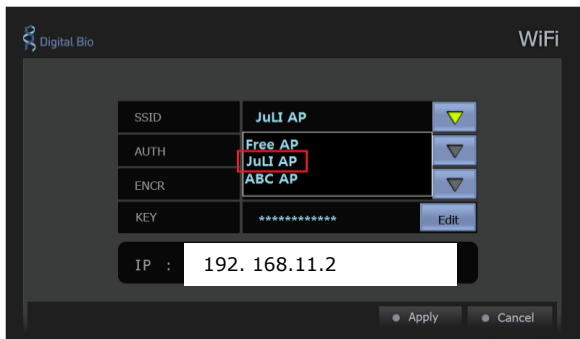 Digital Bio
WiFi
SSID
JuLI AP
AUTH
Free AP
JuLI AP
ENCR
ABC AP
KEY
************
Edit
IP :
192. 168.11.2
Apply
Cancel